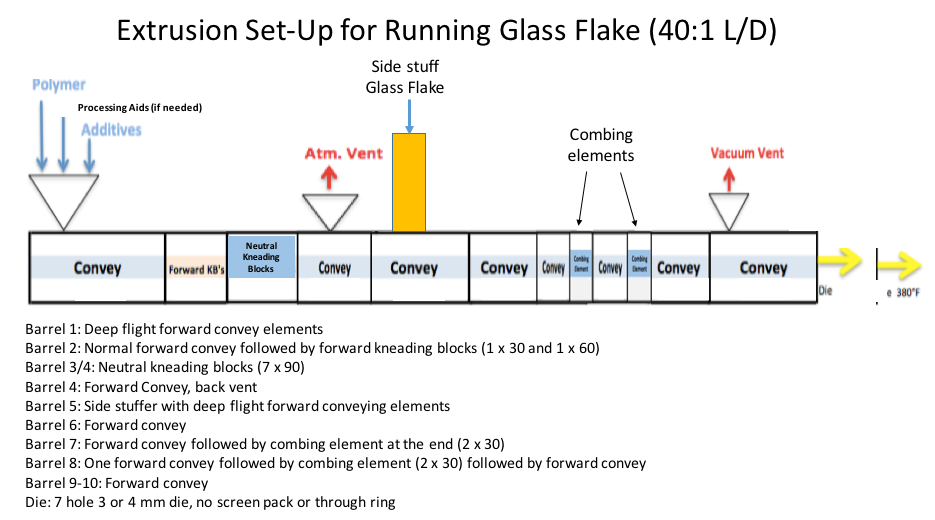 Extrusion Set-Up for Running Glass Flake (40:1 L/D)
Side stuff
Glass Flake
Polymer
Processing Aids (if needed)
Additives
Combing
elements
Atm. Vent
Vacuum Vent
Convey
Forward KB's
Neutral
Kneading
Blocks
Convey
Convey
Convey
Convey
Combing
Element
Convey
Combing
Element
Convey
Convey
Die
e 380°F
Barrel 1: Deep flight forward convey elements
Barrel 2: Normal forward convey followed by forward kneading blocks (1 x 30 and 1 x 60)
Barrel 3/4: Neutral kneading blocks (7 x 90)
Barrel 4: Forward Convey, back vent
Barrel 5: Side stuffer with deep flight forward conveying elements
Barrel 6: Forward convey
Barrel 7: Forward convey followed by combing element at the end (2 x 30)
Barrel 8: One forward convey followed by combing element (2 x 30) followed by forward convey
Barrel 9-10: Forward convey
Die: 7 hole 3 or 4 mm die, no screen pack or through ring